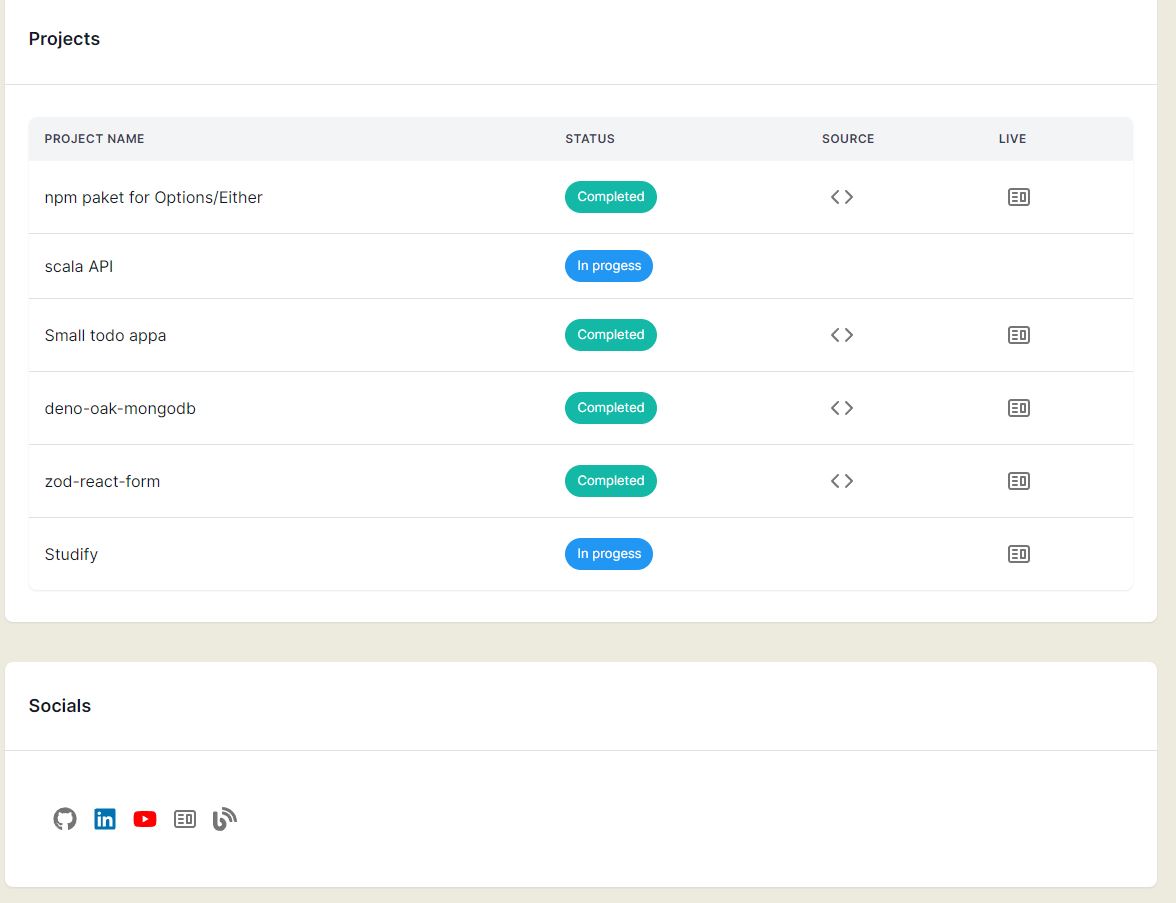 Projects
PROJECT NAME STATUS SOURCE LIVE
npm paket for Options/Either Completed
scala API In progess
Small todo appa Completed
deno-oak-mongodb Completed
zod-react-form Completed
Studify In progess
Socials
in